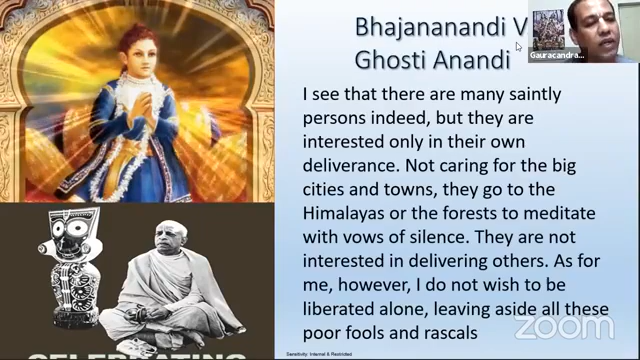 Bhajananandi V
Ghosti Anandi
Gauracandra...
I see that there are many saintly
persons indeed, but they are
interested only in their own
deliverance. Not caring for the big
cities and towns, they go to the
Himalayas or the forests to meditate
with vows of silence. They are not
interested in delivering others. As for
me, however, I do not wish to be
liberated alone, leaving aside all these
poor fools and rascals
zoom
CELEBRATING
Sensitivity: Internal & Restricted